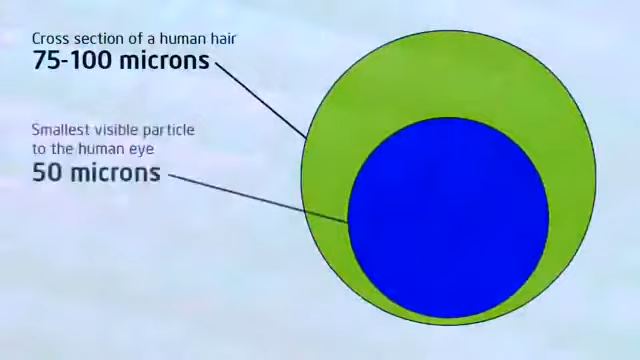 Cross section of a human hair
75-100 microns
Smallest visible particle
to the human eye
50 microns